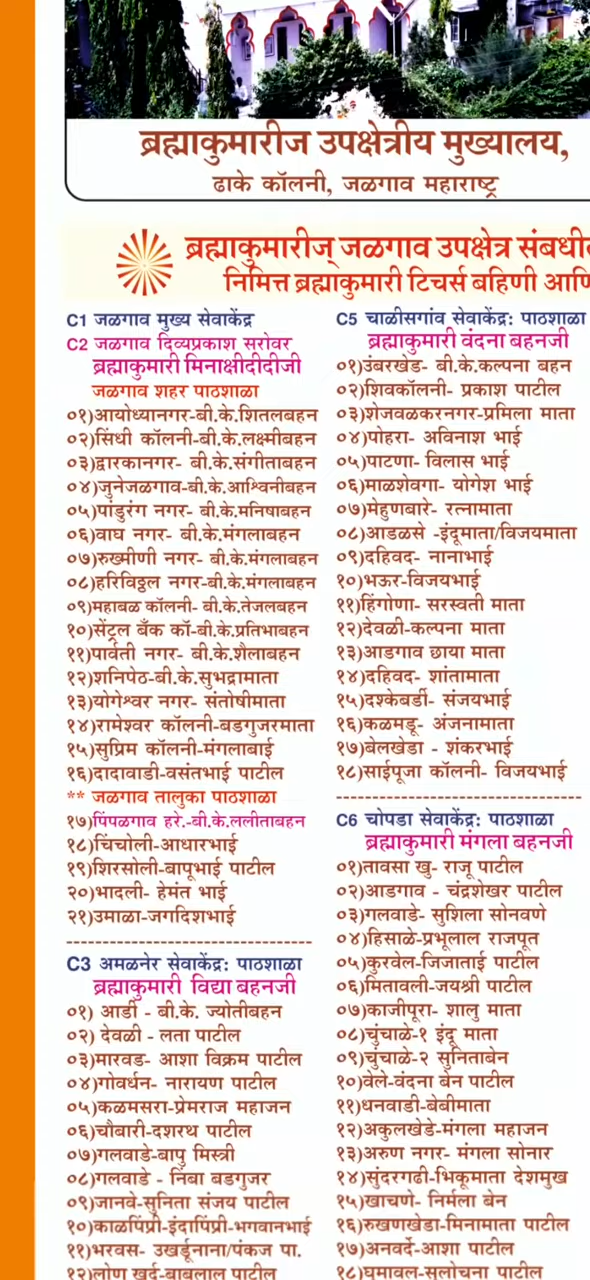 ब्रह्माकुमारीज उपक्षेत्रीय मुख्यालय,
ढाके कॉलनी, जळगाव महाराष्ट्र
ब्रह्माकुमारीज् जळगाव उपक्षेत्र संबधी
निमित्त ब्रह्माकुमारी टिचर्स बहिणी आणि
C1 जळगाव मुख्य सेवाकेंद्र
C2 जळगाव दिव्यप्रकाश सरोवर
ब्रह्माकुमारी मिनाक्षीदीदीजी
जळगाव शहर पाठशाळा
०१)आयोध्यानगर-बी.के.शितलबहन
०२)सिंधी कॉलनी-बी.के.लक्ष्मीबहन
०३)द्वारकानगर- बी.के.संगीताबहन
०४)जुनेजळगाव-बी.के.आश्विनीबहन
०५)पांडुरंग नगर- बी.के.मनिषाबहन
०६)वाघ नगर- बी.के.मंगलाबहन
०७)रुख्मीणी नगर- बी.के.मंगलाबहन
०८)हरिविठ्ठल नगर-बी.के.मंगलाबहन
०९)महाबळ कॉलनी- बी.के.तेजलबहन
१०)सेंट्रल बँक कॉ-बी.के.प्रतिभाबहन
११)पार्वती नगर- बी.के.शैलाबहन
१२)शनिपेठ-बी.के.सुभद्रामाता
१३)योगेश्वर नगर- संतोषीमाता
१४)रामेश्वर कॉलनी-बडगुजरमाता
१५)सुप्रिम कॉलनी-मंगलाबाई
१६)दादावाडी-वसंतभाई पाटील
** जळगाव तालुका पाठशाळा
१७)पिंपळगाव हरे.-बी.के.ललीताबहन
१८)चिंचोली-आधारभाई
१९)शिरसोली-बापूभाई पाटील
२०)भादली- हेमंत भाई
२१)उमाळा-जगदिशभाई
C3 अमळनेर सेवाकेंद्र: पाठशाळा
ब्रह्माकुमारी विद्या बहनजी
०१) आर्डी - बी.के. ज्योतीबहन
०२) देवळी - लता पाटील
०३)मारवड- आशा विक्रम पाटील
०४)गोवर्धन- नारायण पाटील
०५)कळमसरा-प्रेमराज महाजन
०६)चौबारी-दशरथ पाटील
०७)गलवाडे-बापु मिस्त्री
०८)गलवाडे - निंबा बडगुजर
०९)जानवे-सुनिता संजय पाटील
१०)काळपिंप्री-इंदापिंप्री-भगवानभाई
११)भरवस- उखर्डूनाना/पंकज पा.
१२)लोण खुर्द-बाबुलाल पाटील
C5 चाळीसगांव सेवाकेंद्र: पाठशाळा
ब्रह्माकुमारी वंदना बहनजी
०१)उंबरखेड- बी.के.कल्पना बहन
०२)शिवकॉलनी- प्रकाश पाटील
०३)शेजवळकरनगर-प्रमिला माता
०४)पोहरा- अविनाश भाई
०५)पाटणा- विलास भाई
०६)माळशेवगा- योगेश भाई
०७)मेहुणबारे- रत्नामाता
०८)आडळसे -इंदूमाता/विजयमाता
०९)दहिवद- नानाभाई
१०)भऊर-विजयभाई
११)हिंगोणा- सरस्वती माता
१२)देवळी-कल्पना माता
१३)आडगाव छाया माता
१४)दहिवद- शांतामाता
१५)दश्केबर्डी- संजयभाई
१६)कळमडू- अंजनामाता
१७)बेलखेडा - शंकरभाई
१८)साईपूजा कॉलनी- विजयभाई
C6 चोपडा सेवाकेंद्र: पाठशाळा
ब्रह्माकुमारी मंगला बहनजी
०१)तावसा खु- राजू पाटील
०२)आडगाव - चंद्रशेखर पाटील
०३)गलवाडे- सुशिला सोनवणे
०४)हिसाळे-प्रभूलाल राजपूत
०५)कुरवेल-जिजाताई पाटील
०६)मितावली-जयश्री पाटील
०७)काजीपूरा- शालु माता
०८)चुंचाळे-१ इंदू माता
०९)चुंचाळे-२ सुनिताबेन
१०)वेले-वंदना बेन पाटील
११)धनवाडी-बेबीमाता
१२)अकुलखेडे-मंगला महाजन
१३)अरुण नगर- मंगला सोनार
१४)सुंदरगढी-भिकूमाता देशमुख
१५)खाचणे- निर्मला बेन
१६)रुखणखेडा-मिनामाता पाटील
१७)अनवर्दे-आशा पाटील
१८)घमावल-सुलोचना पाटील